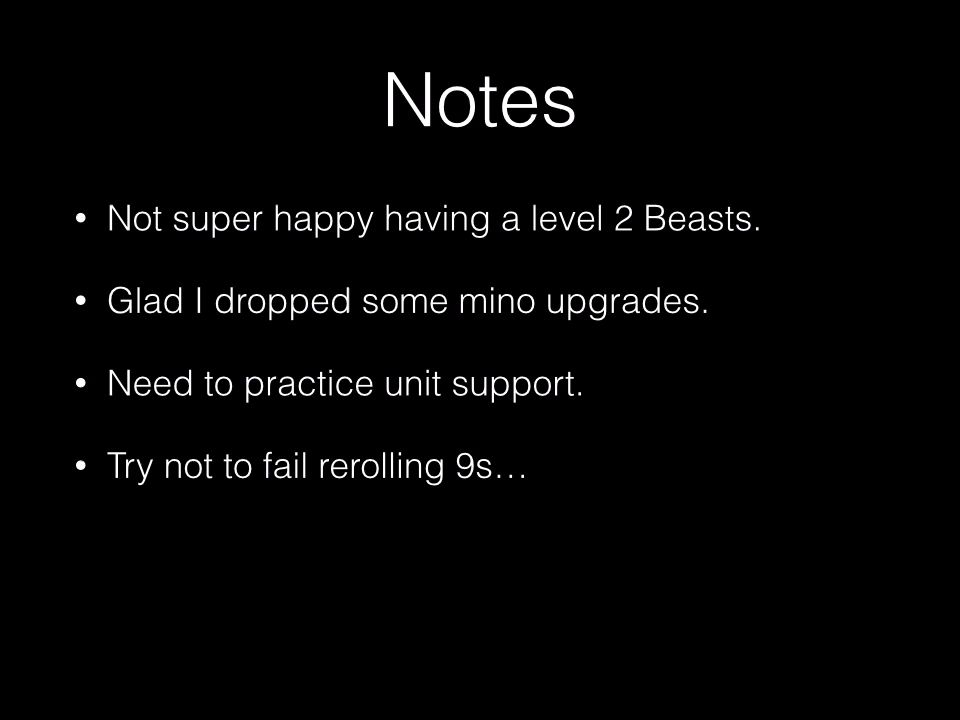 Notes
• Not super happy having a level 2 Beasts.
• Glad I dropped some mino upgrades.
• Need to practice unit support.
• Try not to fail rerolling 9s…